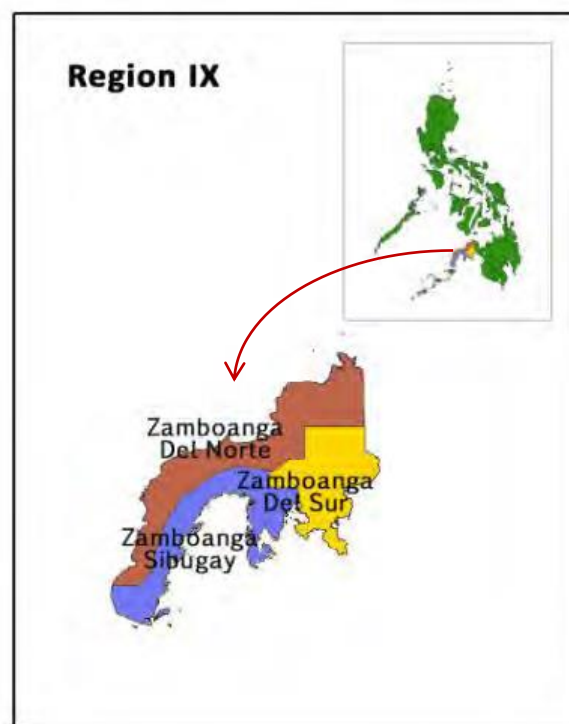 Region IX
Zamboanga
Del Norte
Zamboanga
Del Sur
Zamboanga
Sibugay